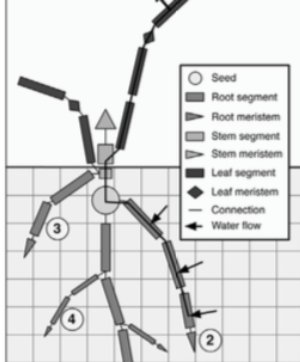 Seed
Root segment
Root meristem
Stem segment
Stem meristem
Leaf segment
Leaf meristem
Connection
Water flow
3
4
2